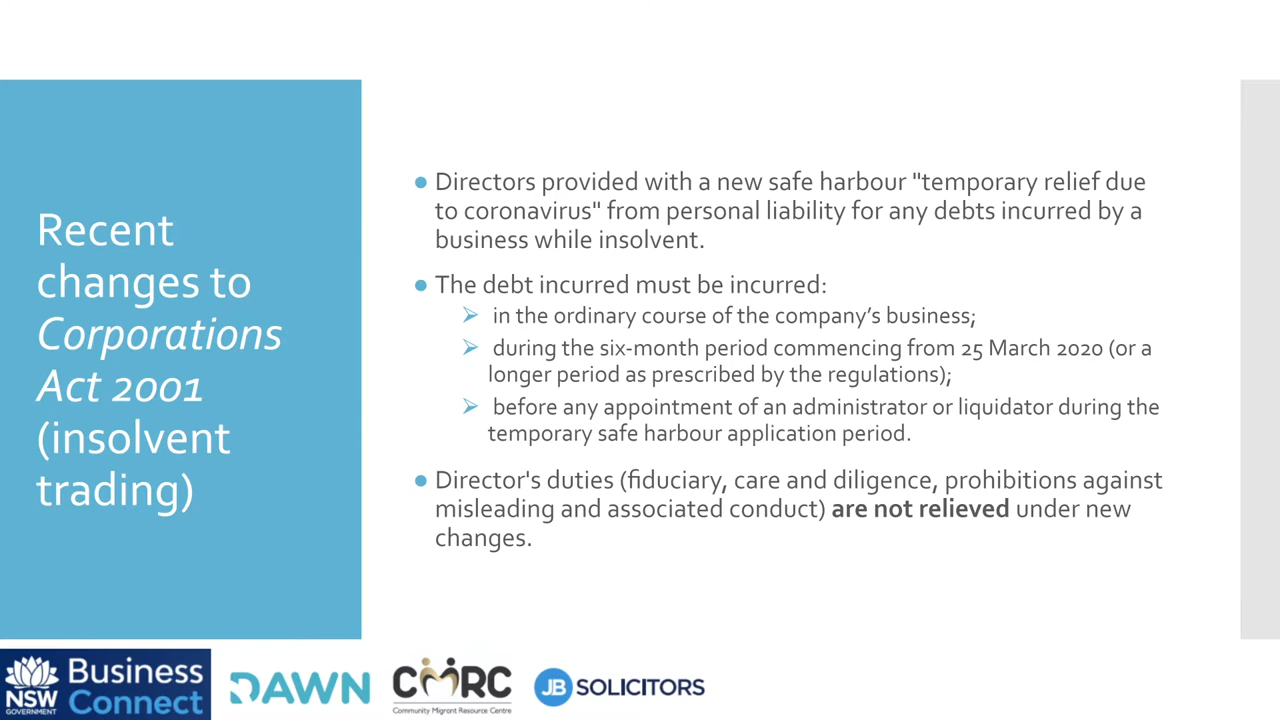 Recent
changes to
Corporations
Act 2001
(insolvent
trading)
● Directors provided with a new safe harbour "temporary relief due
to coronavirus" from personal liability for any debts incurred by a
business while insolvent.
● The debt incurred must be incurred:
➢ in the ordinary course of the company’s business;
➢ during the six-month period commencing from 25 March 2020 (or a
longer period as prescribed by the regulations);
➢ before any appointment of an administrator or liquidator during the
temporary safe harbour application period.
● Director's duties (fiduciary, care and diligence, prohibitions against
misleading and associated conduct) are not relieved under new
changes.
NSW
GOVERNMENT
Business
Connect
DAWN
CMRC
Community Migrant Resource Centre
JB SOLICITORS